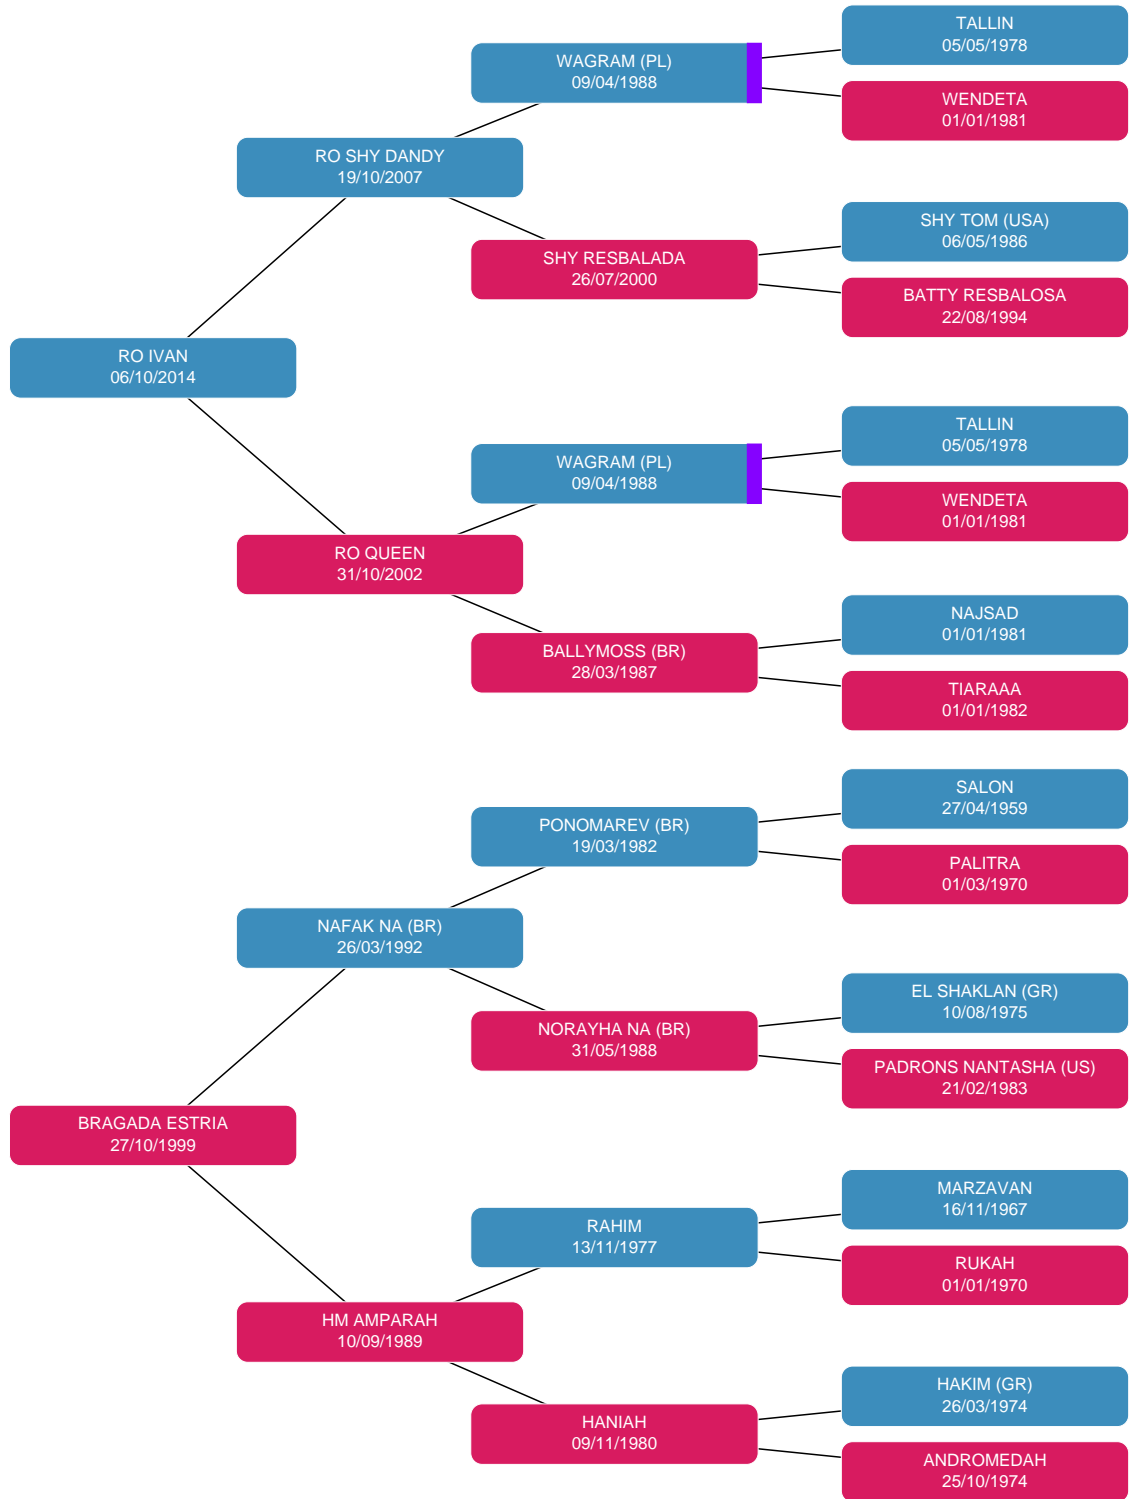 TALLIN
05/05/1978
WAGRAM (PL)
09/04/1988
WENDETA
01/01/1981
RO SHY DANDY
19/10/2007
SHY TOM (USA)
06/05/1986
SHY RESBALADA
26/07/2000
BATTY RESBALOSA
22/08/1994
RO IVAN
06/10/2014
TALLIN
05/05/1978
WAGRAM (PL)
09/04/1988
WENDETA
01/01/1981
RO QUEEN
31/10/2002
NAJSAD
01/01/1981
BALLYMOSS (BR)
28/03/1987
TIARAAA
01/01/1982
SALON
27/04/1959
PONOMAREV (BR)
19/03/1982
PALITRA
01/03/1970
NAFAK NA (BR)
26/03/1992
EL SHAKLAN (GR)
10/08/1975
NORAYHA NA (BR)
31/05/1988
PADRONS NANTASHA (US)
21/02/1983
BRAGADA ESTRIA
27/10/1999
MARZAVAN
16/11/1967
RAHIM
13/11/1977
RUKAH
01/01/1970
HM AMPARAH
10/09/1989
HAKIM (GR)
26/03/1974
HANIAH
09/11/1980
ANDROMEDAH
25/10/1974